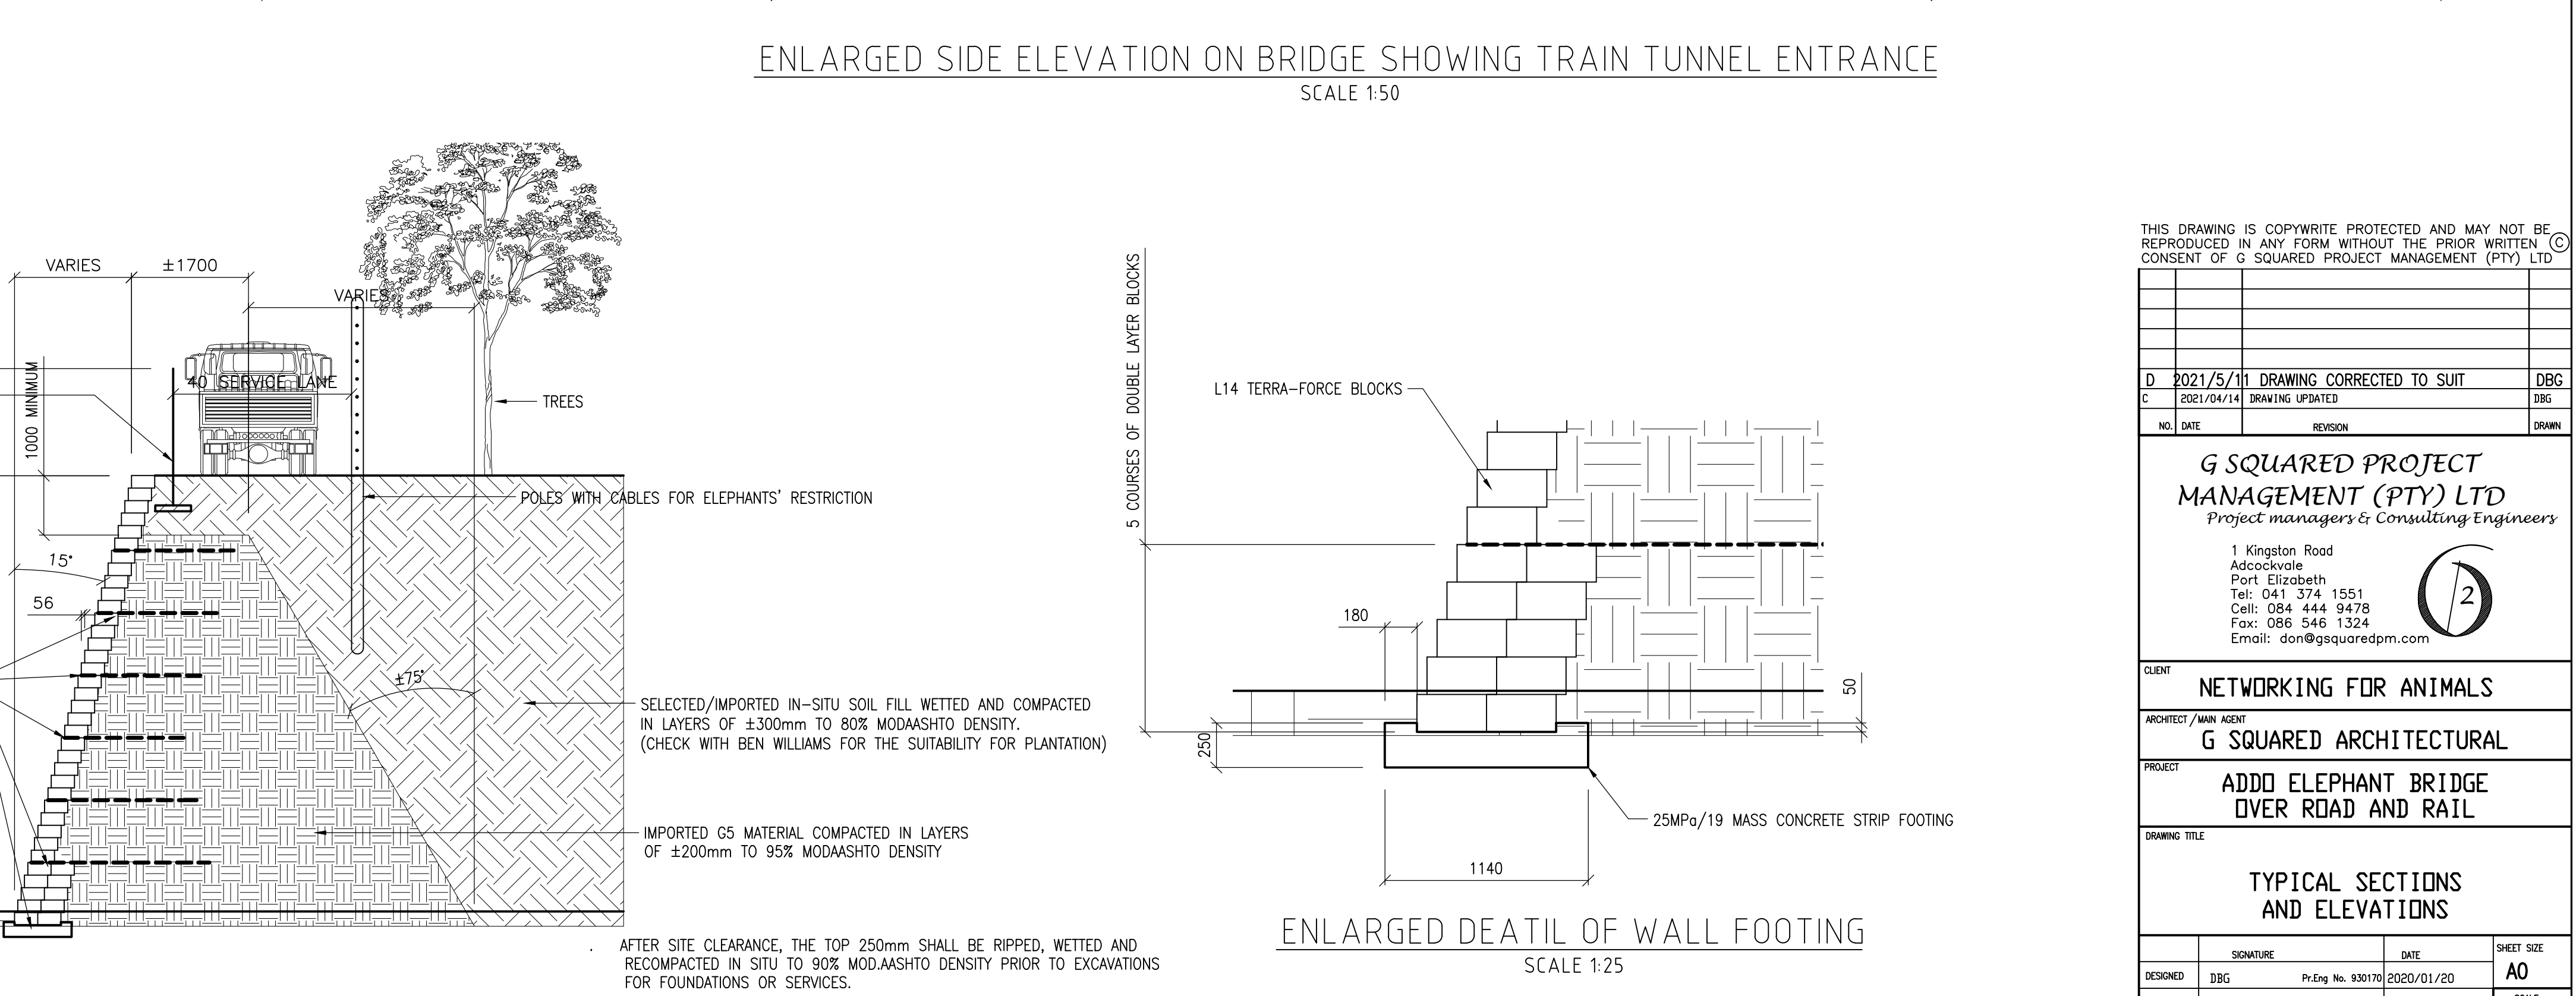 ENLARGED SIDE ELEVATION ON BRIDGE SHOWING TRAIN TUNNEL ENTRANCE
SCALE 1:50
VARIES
±1700
VARIES
1000 MINIMUM
40 SERVICE LANE
TREES
POLES WITH CABLES FOR ELEPHANTS' RESTRICTION
15°
56
±75°
SELECTED/IMPORTED IN-SITU SOIL FILL WETTED AND COMPACTED
IN LAYERS OF ±300mm TO 80% MODAASHTO DENSITY.
(CHECK WITH BEN WILLIAMS FOR THE SUITABILITY FOR PLANTATION)
IMPORTED G5 MATERIAL COMPACTED IN LAYERS
OF ±200mm TO 95% MODAASHTO DENSITY
. AFTER SITE CLEARANCE, THE TOP 250mm SHALL BE RIPPED, WETTED AND
RECOMPACTED IN SITU TO 90% MOD.AASHTO DENSITY PRIOR TO EXCAVATIONS
FOR FOUNDATIONS OR SERVICES.
5 COURSES OF DOUBLE LAYER BLOCKS
L14 TERRA-FORCE BLOCKS
180
250
50
25MPa/19 MASS CONCRETE STRIP FOOTING
1140
ENLARGED DEATIL OF WALL FOOTING
SCALE 1:25
THIS DRAWING IS COPYWRITE PROTECTED AND MAY NOT BE
REPRODUCED IN ANY FORM WITHOUT THE PRIOR WRITTEN ©
CONSENT OF G SQUARED PROJECT MANAGEMENT (PTY) LTD
D 2021/5/11 DRAWING CORRECTED TO SUIT DBG
C 2021/04/14 DRAWING UPDATED DBG
NO. DATE REVISION DRAWN
G SQUARED PROJECT
MANAGEMENT (PTY) LTD
Project managers & Consulting Engineers
1 Kingston Road
Adcockvale
Port Elizabeth
Tel: 041 374 1551
Cell: 084 444 9478
Fax: 086 546 1324
Email: don@gsquaredpm.com
2
CLIENT
NETWORKING FOR ANIMALS
ARCHITECT/MAIN AGENT
G SQUARED ARCHITECTURAL
PROJECT
ADDO ELEPHANT BRIDGE
OVER ROAD AND RAIL
DRAWING TITLE
TYPICAL SECTIONS
AND ELEVATIONS
SIGNATURE DATE SHEET SIZE
DESIGNED DBG Pr.Eng No. 930170 2020/01/20 A0